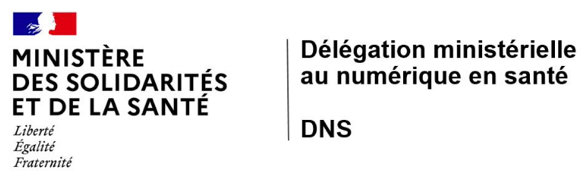 MINISTÈRE
DES SOLIDARITÉS
ET DE LA SANTÉ
Liberté
Égalité
Fraternité
Délégation ministérielle
au numérique en santé
DNS